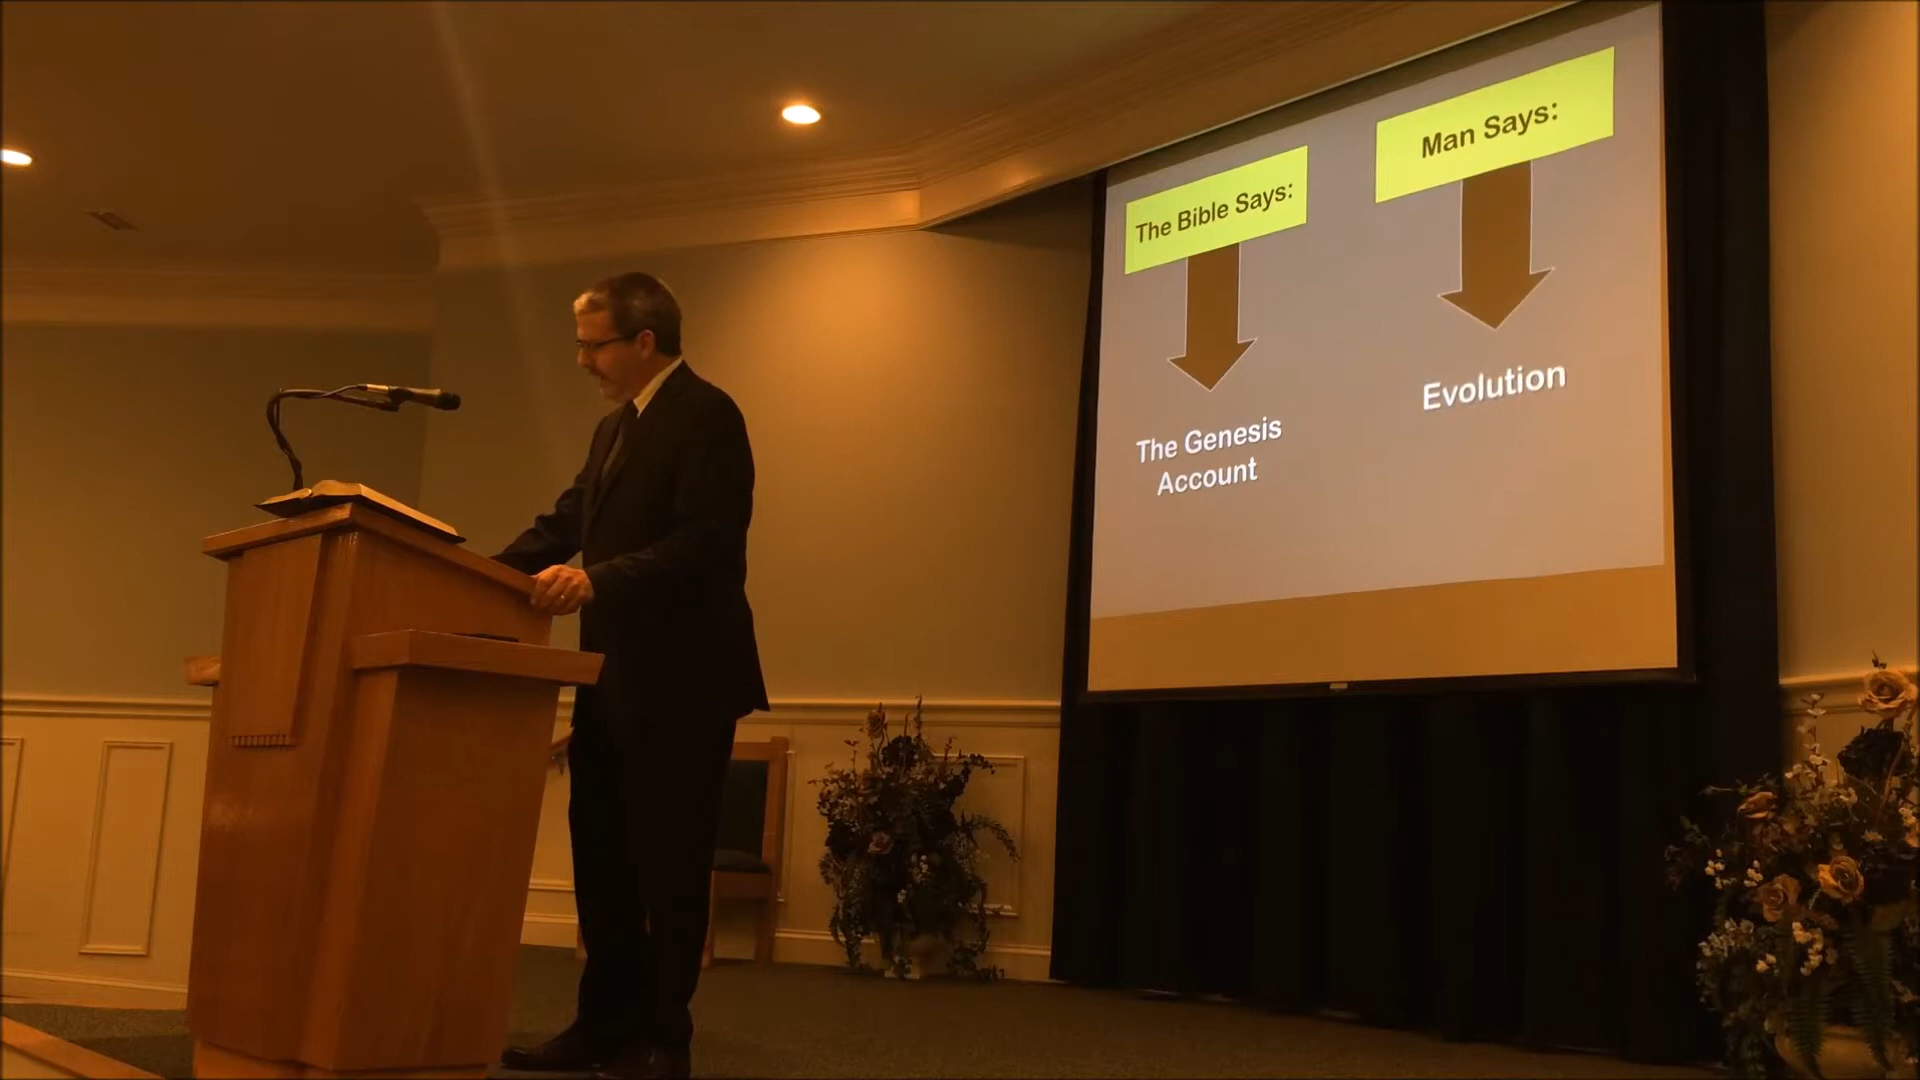 The Bible Says:
The Genesis
Account
Man Says:
Evolution